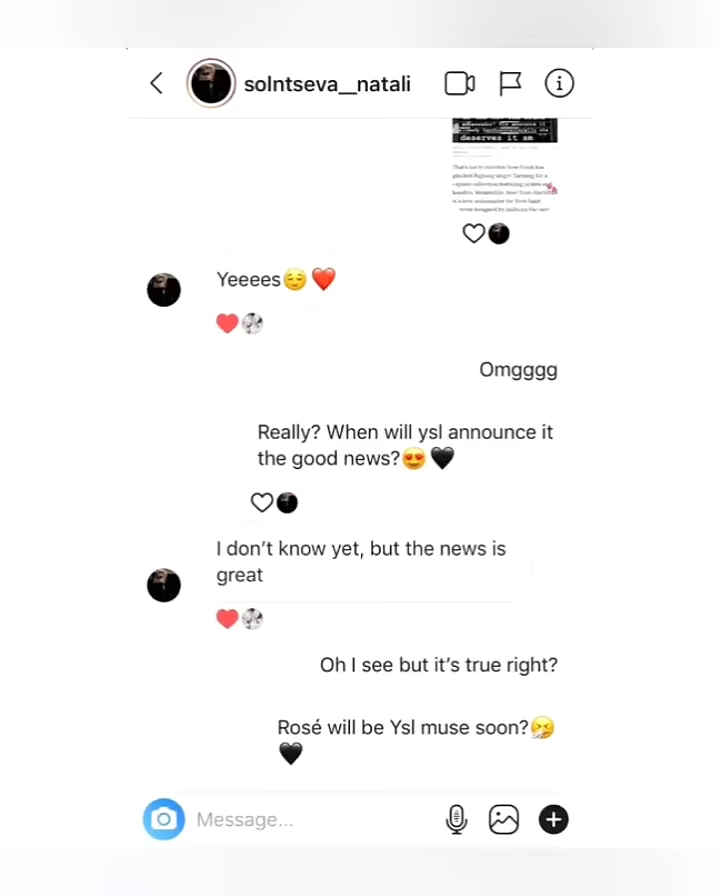 solntseva__natali
deserves it sm
Yeeees😌❤️
Omgggg
Really? When will ysl announce it
the good news?😍🖤
I don't know yet, but the news is
great
Oh I see but it's true right?
Rosé will be Ysl muse soon?🤧
🖤
Message...